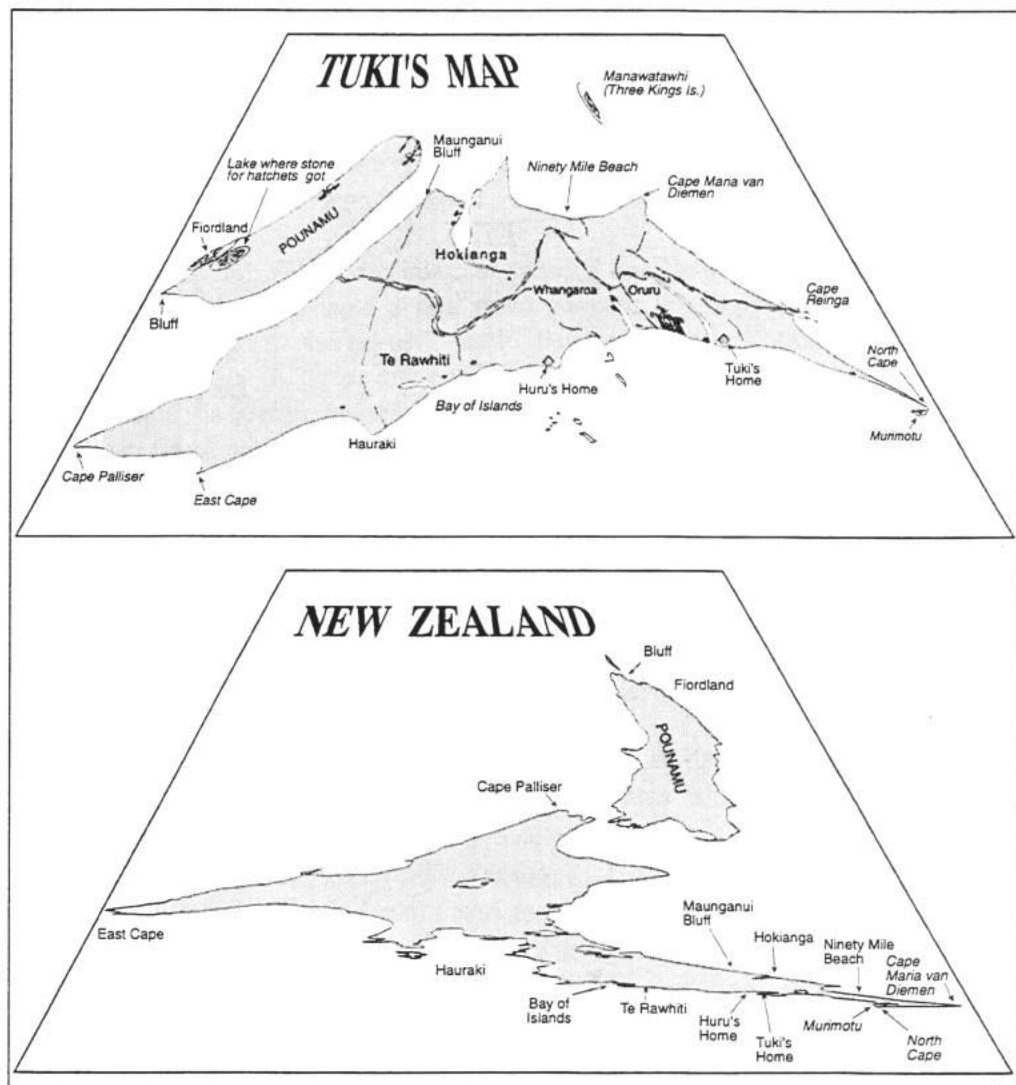 TUKI'S MAP
Manawatawhi
(Three Kings Is.)
Maunganui
Bluff
Lake where stone
for hatchets got
Ninety Mile Beach
Cape Maria van
Diemen
Fiordland
POUNAMU
Hokianga
Bluff
Whangaroa
Oruru
Cape
Reinga
Te Rawhiti
North
Cape
Tuki's
Home
Huru's Home
Bay of Islands
Murimotu
Hauraki
Cape Palliser
East Cape
NEW ZEALAND
Bluff
Fiordland
POUNAMU
Cape Palliser
East Cape
Maunganui
Bluff
Hokianga
Ninety Mile
Beach
Cape
Maria van
Diemen
Hauraki
Bay of
Islands
Te Rawhiti
Huru's
Home
Tuki's
Home
Murimotu
North
Cape